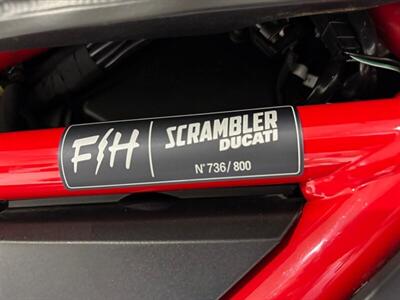 F/H
SCRAMBLER
DUCATI
N° 736/800